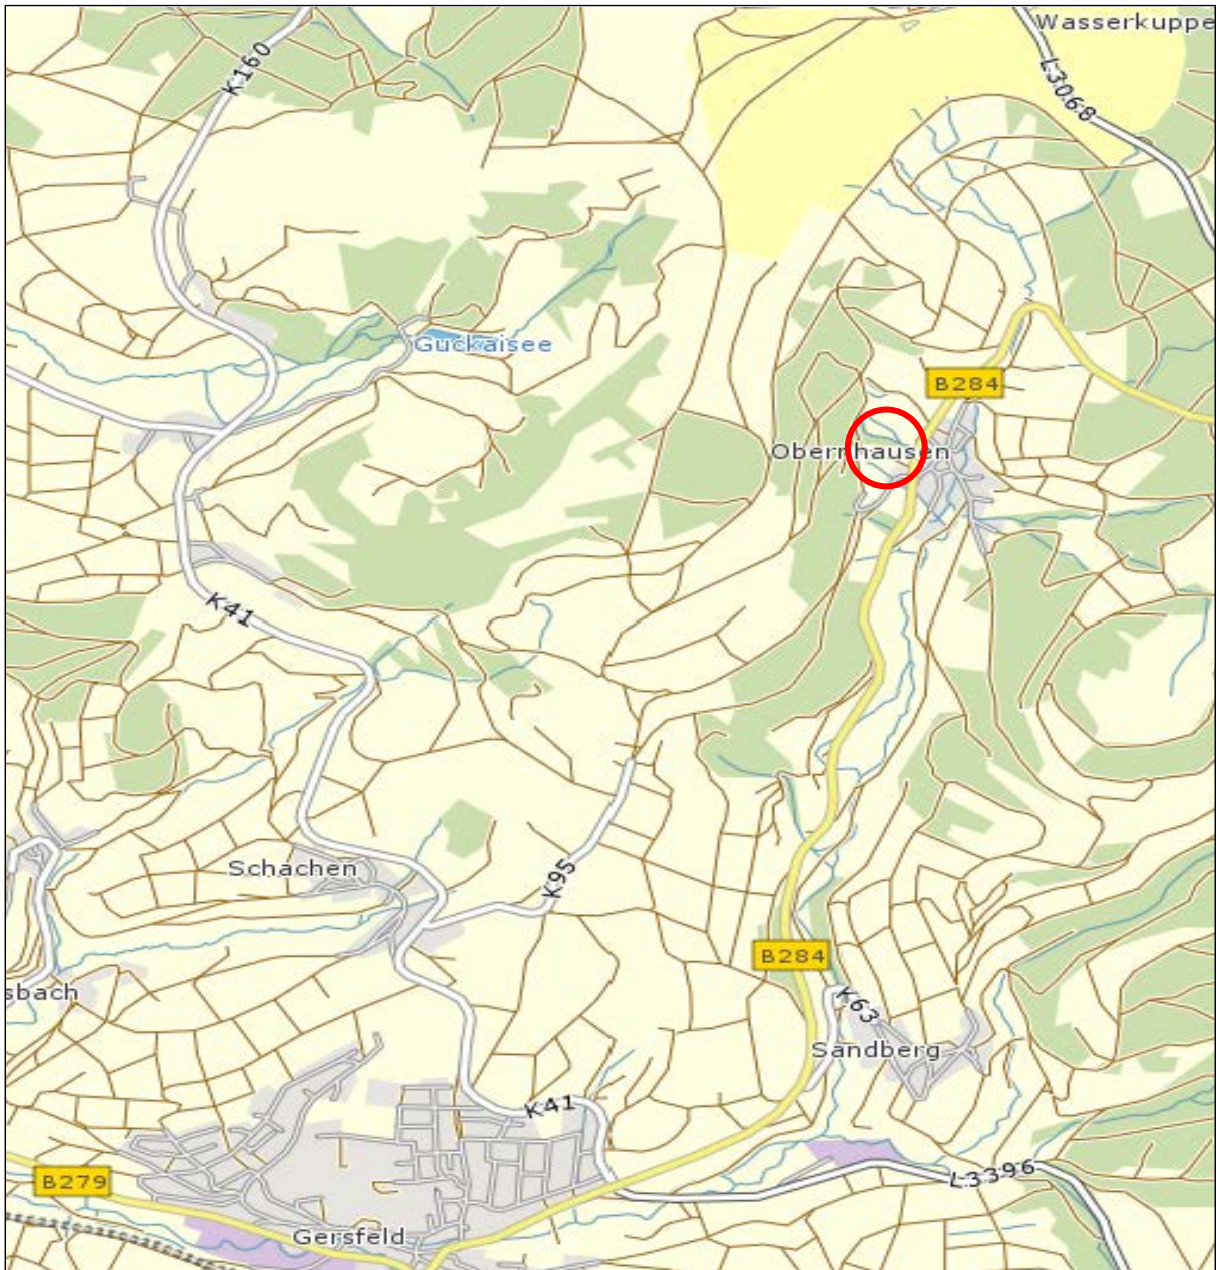 Wasserkuppe
K160
L3068
Guckaisee
B284
Obernhausen
K41
Schachen
K95
B284
sbach
K63
Sandberg
K41
L3396
B279
Gersfeld